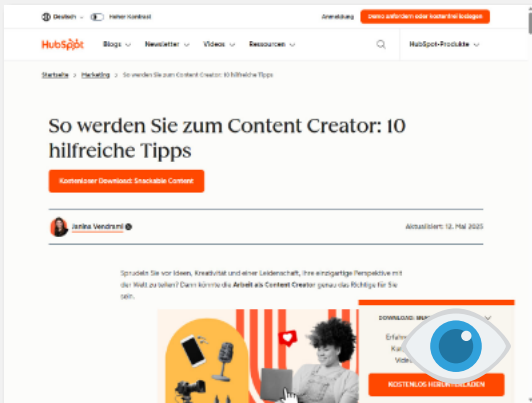 Deutsch
Hoher Kontrast
Anmeldung
Demo anfordern oder kostenfrei loslegen
HubSpot
Blogs
Newsletter
Videos
Ressourcen
HubSpot-Produkte
Startseite > Marketing > So werden Sie zum Content Creator: 10 hilfreiche Tipps
So werden Sie zum Content Creator: 10
hilfreiche Tipps
Kostenloser Download: Snackable Content
Janina Vendrami
Aktualisiert: 12. Mai 2025
Sprudeln Sie vor Ideen, Kreativität und einer Leidenschaft, Ihre einzigartige Perspektive mit
der Welt zu teilen? Dann könnte die Arbeit als Content Creator genau das Richtige für Sie
sein.
DOWNLOAD:
KOSTENLOS HERUNTERLADEN